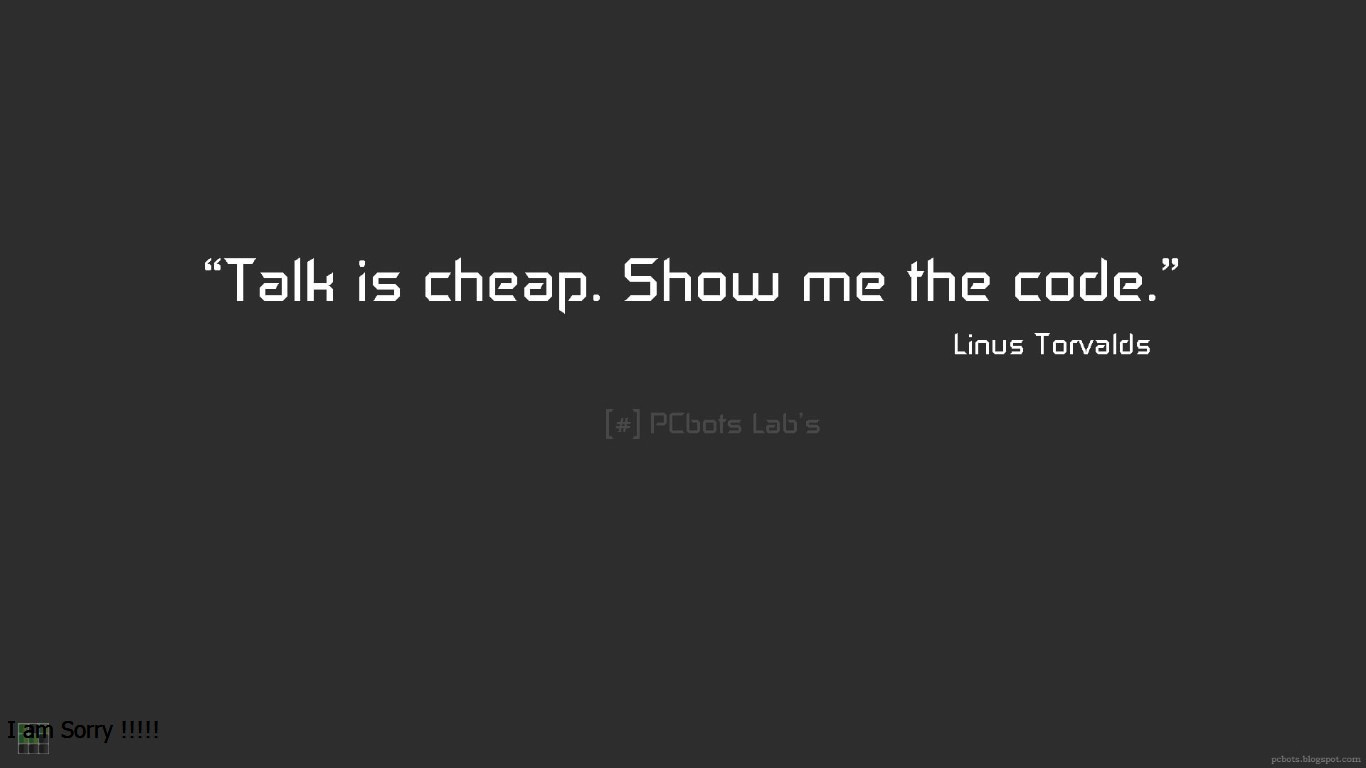 “Talk is cheap. Show me the code.”
Linus Torvalds
[#] PCbots Lab's
I am Sorry !!!!!
pcbots.blogspot.com